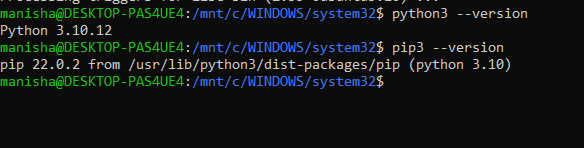 manisha@DESKTOP-PAS4UE4:/mnt/c/WINDOWS/system32$ python3 --version
Python 3.10.12
manisha@DESKTOP-PAS4UE4:/mnt/c/WINDOWS/system32$ pip3 --version
pip 22.0.2 from /usr/lib/python3/dist-packages/pip (python 3.10)
manisha@DESKTOP-PAS4UE4:/mnt/c/WINDOWS/system32$